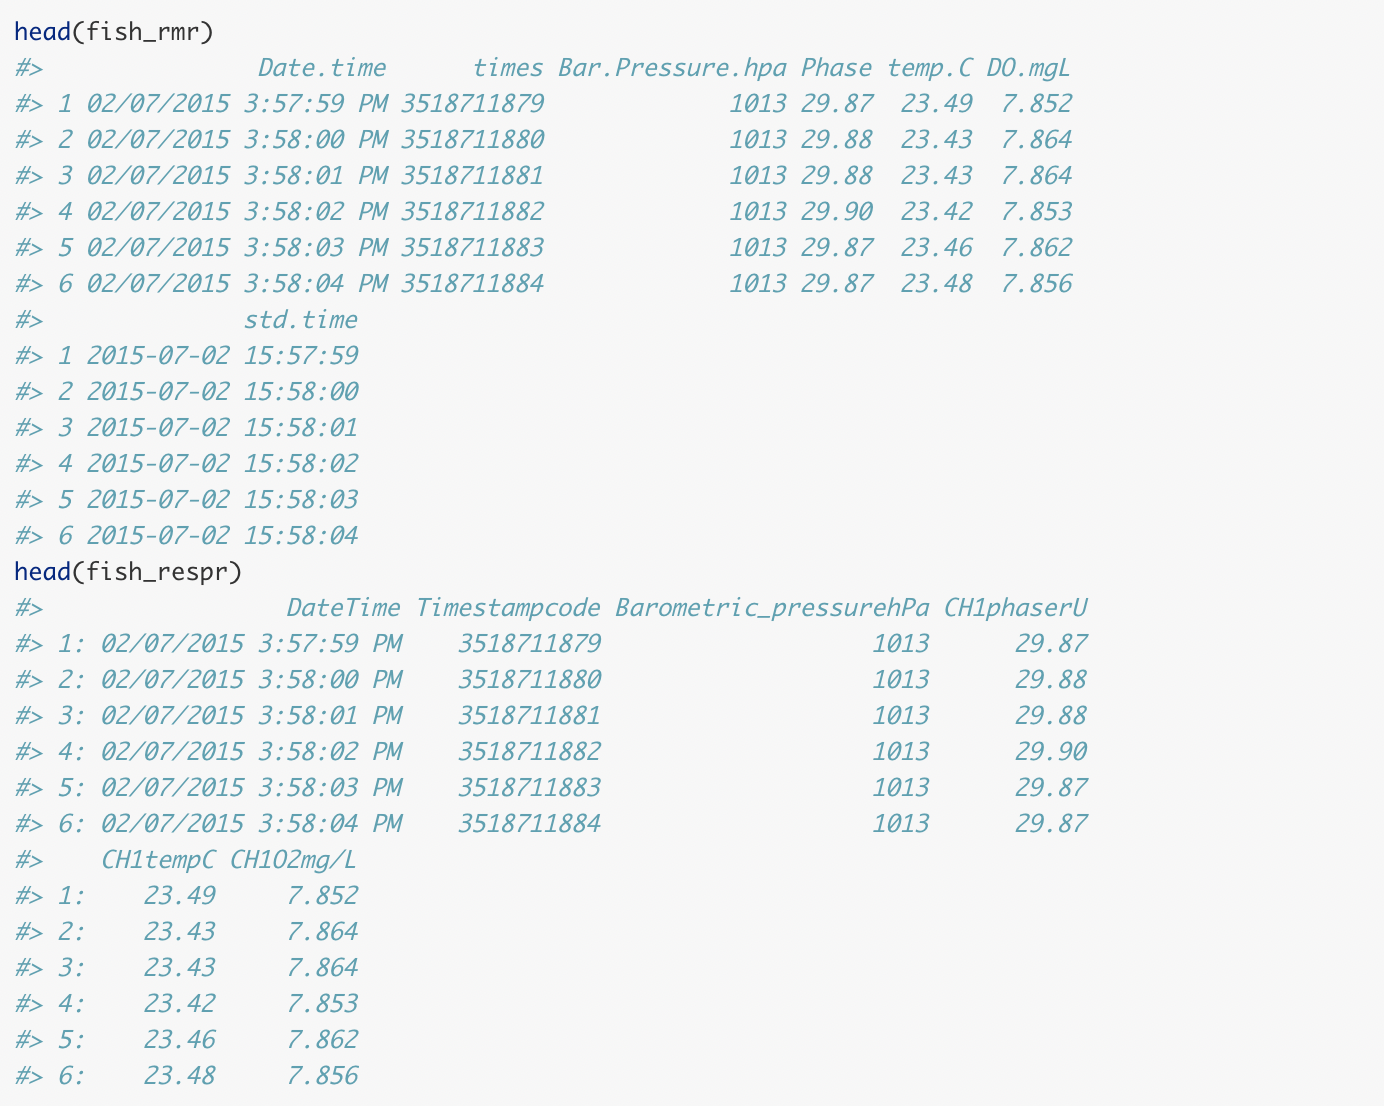 head(fish_rmr)
#>               Date.time      times Bar.Pressure.hpa Phase temp.C DO.mgL
#> 1 02/07/2015 3:57:59 PM 3518711879             1013 29.87  23.49  7.852
#> 2 02/07/2015 3:58:00 PM 3518711880             1013 29.88  23.43  7.864
#> 3 02/07/2015 3:58:01 PM 3518711881             1013 29.88  23.43  7.864
#> 4 02/07/2015 3:58:02 PM 3518711882             1013 29.90  23.42  7.853
#> 5 02/07/2015 3:58:03 PM 3518711883             1013 29.87  23.46  7.862
#> 6 02/07/2015 3:58:04 PM 3518711884             1013 29.87  23.48  7.856
#>              std.time
#> 1 2015-07-02 15:57:59
#> 2 2015-07-02 15:58:00
#> 3 2015-07-02 15:58:01
#> 4 2015-07-02 15:58:02
#> 5 2015-07-02 15:58:03
#> 6 2015-07-02 15:58:04
head(fish_respr)
#>                 DateTime Timestampcode Barometric_pressurehPa CH1phaserU
#> 1: 02/07/2015 3:57:59 PM    3518711879                   1013      29.87
#> 2: 02/07/2015 3:58:00 PM    3518711880                   1013      29.88
#> 3: 02/07/2015 3:58:01 PM    3518711881                   1013      29.88
#> 4: 02/07/2015 3:58:02 PM    3518711882                   1013      29.90
#> 5: 02/07/2015 3:58:03 PM    3518711883                   1013      29.87
#> 6: 02/07/2015 3:58:04 PM    3518711884                   1013      29.87
#>    CH1tempC CH1O2mg/L
#> 1:    23.49     7.852
#> 2:    23.43     7.864
#> 3:    23.43     7.864
#> 4:    23.42     7.853
#> 5:    23.46     7.862
#> 6:    23.48     7.856